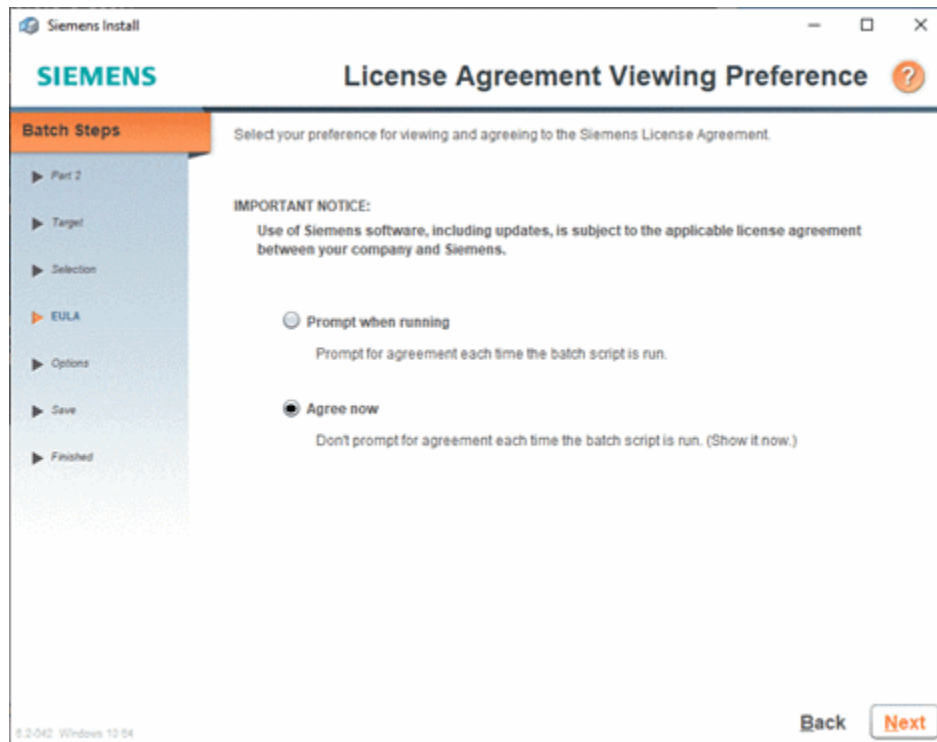 Siemens Install
SIEMENS
License Agreement Viewing Preference
?
Batch Steps
Part 2
Target
Selection
EULA
Options
Save
Finished
Select your preference for viewing and agreeing to the Siemens License Agreement.
IMPORTANT NOTICE:
Use of Siemens software, including updates, is subject to the applicable license agreement
between your company and Siemens.
Prompt when running
Prompt for agreement each time the batch script is run.
Agree now
Don't prompt for agreement each time the batch script is run. (Show it now.)
Back
Next
Windows 10 64